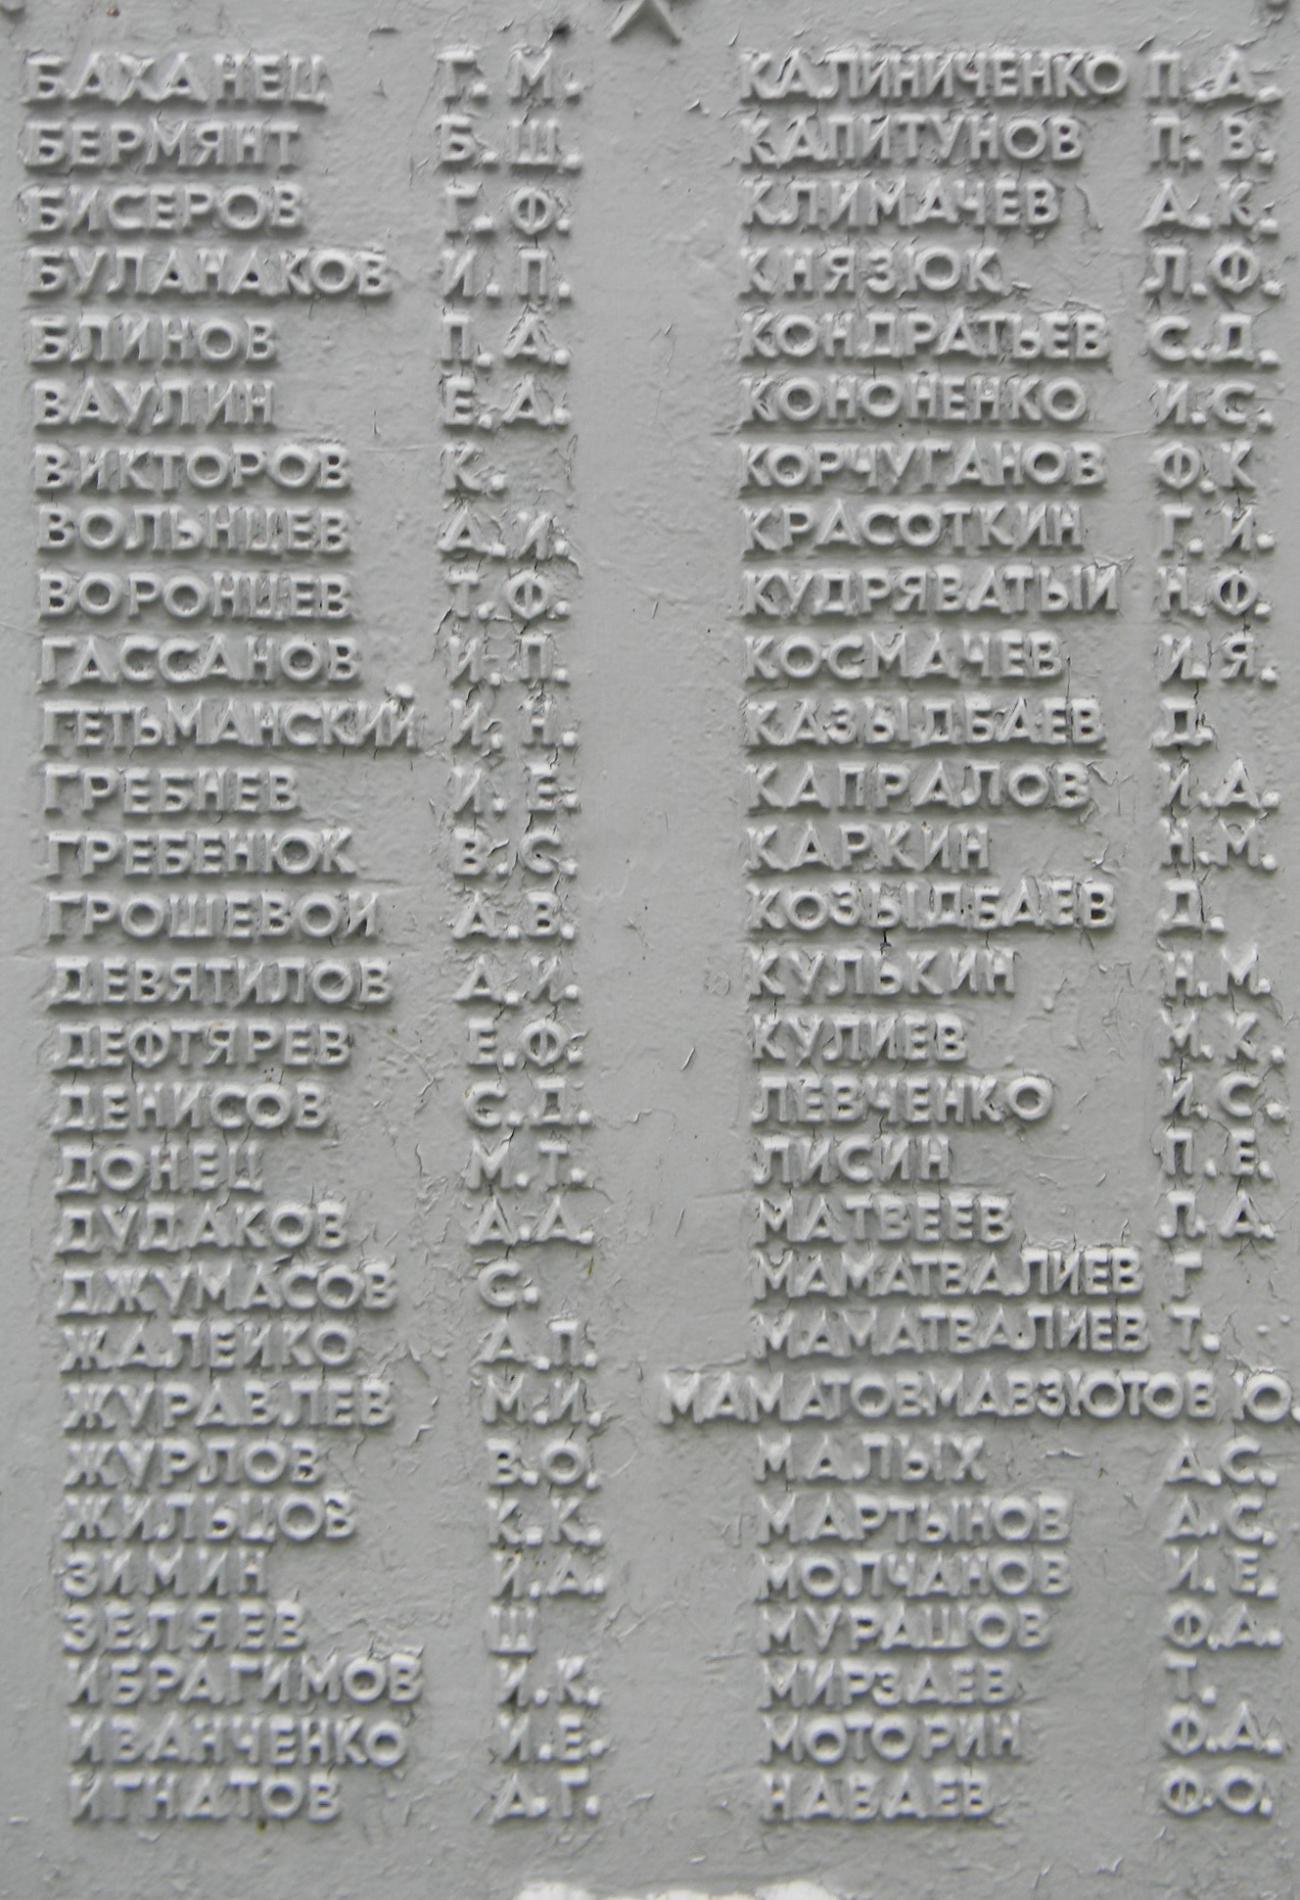 БАХАНЕЦ Г. М.
БЕРМЯНТ Б.Ш.
БИСЕРОВ Г.Ф.
БУЛАНАКОВ И.П.
БЛИНОВ П.А.
ВАУЛИН Е.А.
ВИКТОРОВ К.
ВОЛЬНЦЕВ А.И.
ВОРОНЦЕВ Т.Ф.
ГАССАНОВ И.П.
ГЕТЬМАНСКИЙ И. Н.
ГРЕБНЕВ И. Е.
ГРЕБЕНЮК В.С.
ГРОШЕВОЙ А.В.
ДЕВЯТИЛОВ А.И.
ДЕФТЯРЕВ Е.Ф.
ДЕНИСОВ С.Д.
ДОНЕЦ М.Т.
ДУДАКОВ А.А.
ДЖУМАСОВ С.
ЖАЛЕЙКО А.П.
ЖУРАВЛЕВ М.И.
ЖУРЛОВ В.О.
ЖИЛЬЦОВ К.К.
ЗИМИН И.А.
ЗЕЛЯЕВ Ш
ИБРАГИМОВ И.К.
ИВАНЧЕНКО И.Е.
ИГНАТОВ А.Г.
КАЛИНИЧЕНКО П.А.
КАПИТУНОВ П. В.
КЛИМАЧЕВ А.К.
КНЯЗЮК Л.Ф.
КОНДРАТЬЕВ С.Д.
КОНОНЕНКО И.С.
КОРЧУГАНОВ Ф.К
КРАСОТКИН Г. И.
КУДРЯВАТЫЙ Н.Ф.
КОСМАЧЕВ И.Я.
КАЗЫДБАЕВ Д.
КАПРАЛОВ И.А.
КАРКИН Н.М.
КОЗЫДБАЕВ Д.
КУЛЬКИН Н.М.
КУЛИЕВ М.К.
ЛЕВЧЕНКО И.С.
ЛИСИН П.Е.
МАТВЕЕВ Л.А.
МАМАТВАЛИЕВ Г
МАМАТВАЛИЕВ Т.
МАМАТОВМАВЗЮТОВ Ю.
МАЛЫХ А.С.
МАРТЫНОВ А.С.
МОЛЧАНОВ И.Е.
МУРАШОВ Ф.А.
МИРЗАЕВ Т.
МОТОРИН Ф.А.
НАВАЕВ Ф.О.